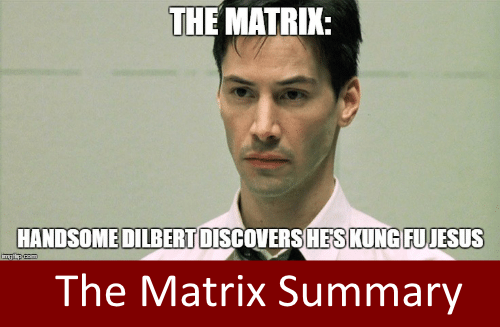 THE MATRIX:
HANDSOME DILBERT DISCOVERS HE'S KUNG FU JESUS
imgflip.com
The Matrix Summary